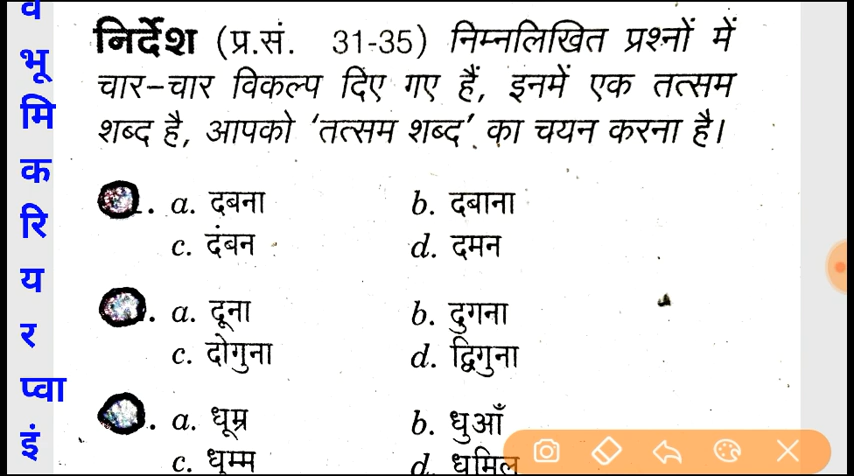 व
भू
मि
क
रि
य
र
प्वा
इं
निर्देश (प्र.सं. 31-35) निम्नलिखित प्रश्नों में
चार-चार विकल्प दिए गए हैं, इनमें एक तत्सम
शब्द है, आपको 'तत्सम शब्द' का चयन करना है।
a. दबना b. दबाना
c. दंबन d. दमन
a. दूना b. दुगना
c. दोगुना d. द्विगुना
a. धूम्र b. धुआँ
c. धूम्म d. धूमिल